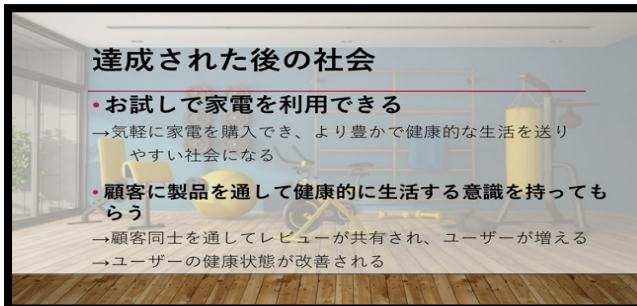 達成された後の社会
•お試しで家電を利用できる
→気軽に家電を購入でき、より豊かで健康的な生活を送り
やすい社会になる
•顧客に製品を通して健康的に生活する意識を持っても
らう
→顧客同士を通してレビューが共有され、ユーザーが増える
→ユーザーの健康状態が改善される